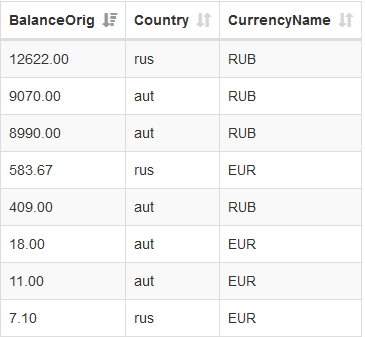 BalanceOrig Country CurrencyName
12622.00 rus RUB
9070.00 aut RUB
8990.00 aut RUB
583.67 rus EUR
409.00 aut RUB
18.00 aut EUR
11.00 aut EUR
7.10 rus EUR